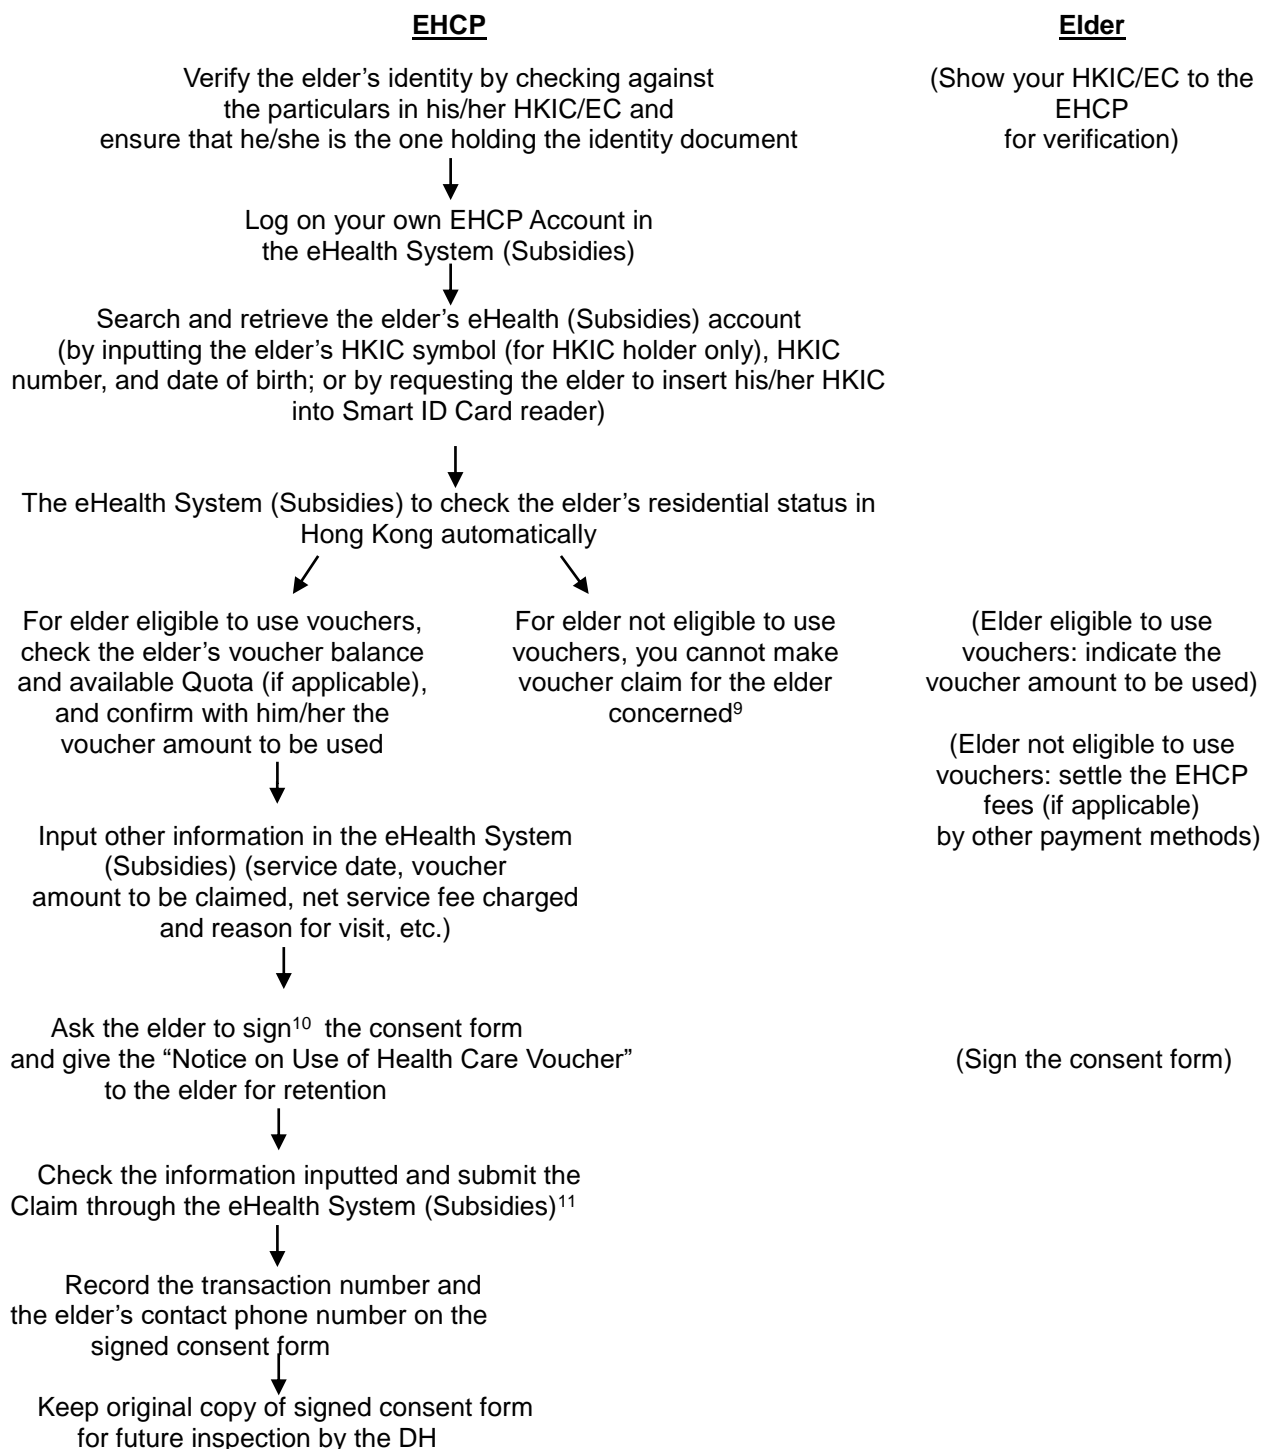 EHCP
Elder
Verify the elder’s identity by checking against
the particulars in his/her HKIC/EC and
ensure that he/she is the one holding the identity document
(Show your HKIC/EC to the
EHCP
for verification)
Log on your own EHCP Account in
the eHealth System (Subsidies)
Search and retrieve the elder’s eHealth (Subsidies) account
(by inputting the elder’s HKIC symbol (for HKIC holder only), HKIC
number, and date of birth; or by requesting the elder to insert his/her HKIC
into Smart ID Card reader)
The eHealth System (Subsidies) to check the elder’s residential status in
Hong Kong automatically
For elder eligible to use vouchers,
check the elder’s voucher balance
and available Quota (if applicable),
and confirm with him/her the
voucher amount to be used
For elder not eligible to use
vouchers, you cannot make
voucher claim for the elder
concerned⁹
(Elder eligible to use
vouchers: indicate the
voucher amount to be used)
(Elder not eligible to use
vouchers: settle the EHCP
fees (if applicable)
by other payment methods)
Input other information in the eHealth System
(Subsidies) (service date, voucher
amount to be claimed, net service fee charged
and reason for visit, etc.)
Ask the elder to sign¹⁰ the consent form
and give the “Notice on Use of Health Care Voucher”
to the elder for retention
(Sign the consent form)
Check the information inputted and submit the
Claim through the eHealth System (Subsidies)¹¹
Record the transaction number and
the elder’s contact phone number on the
signed consent form
Keep original copy of signed consent form
for future inspection by the DH